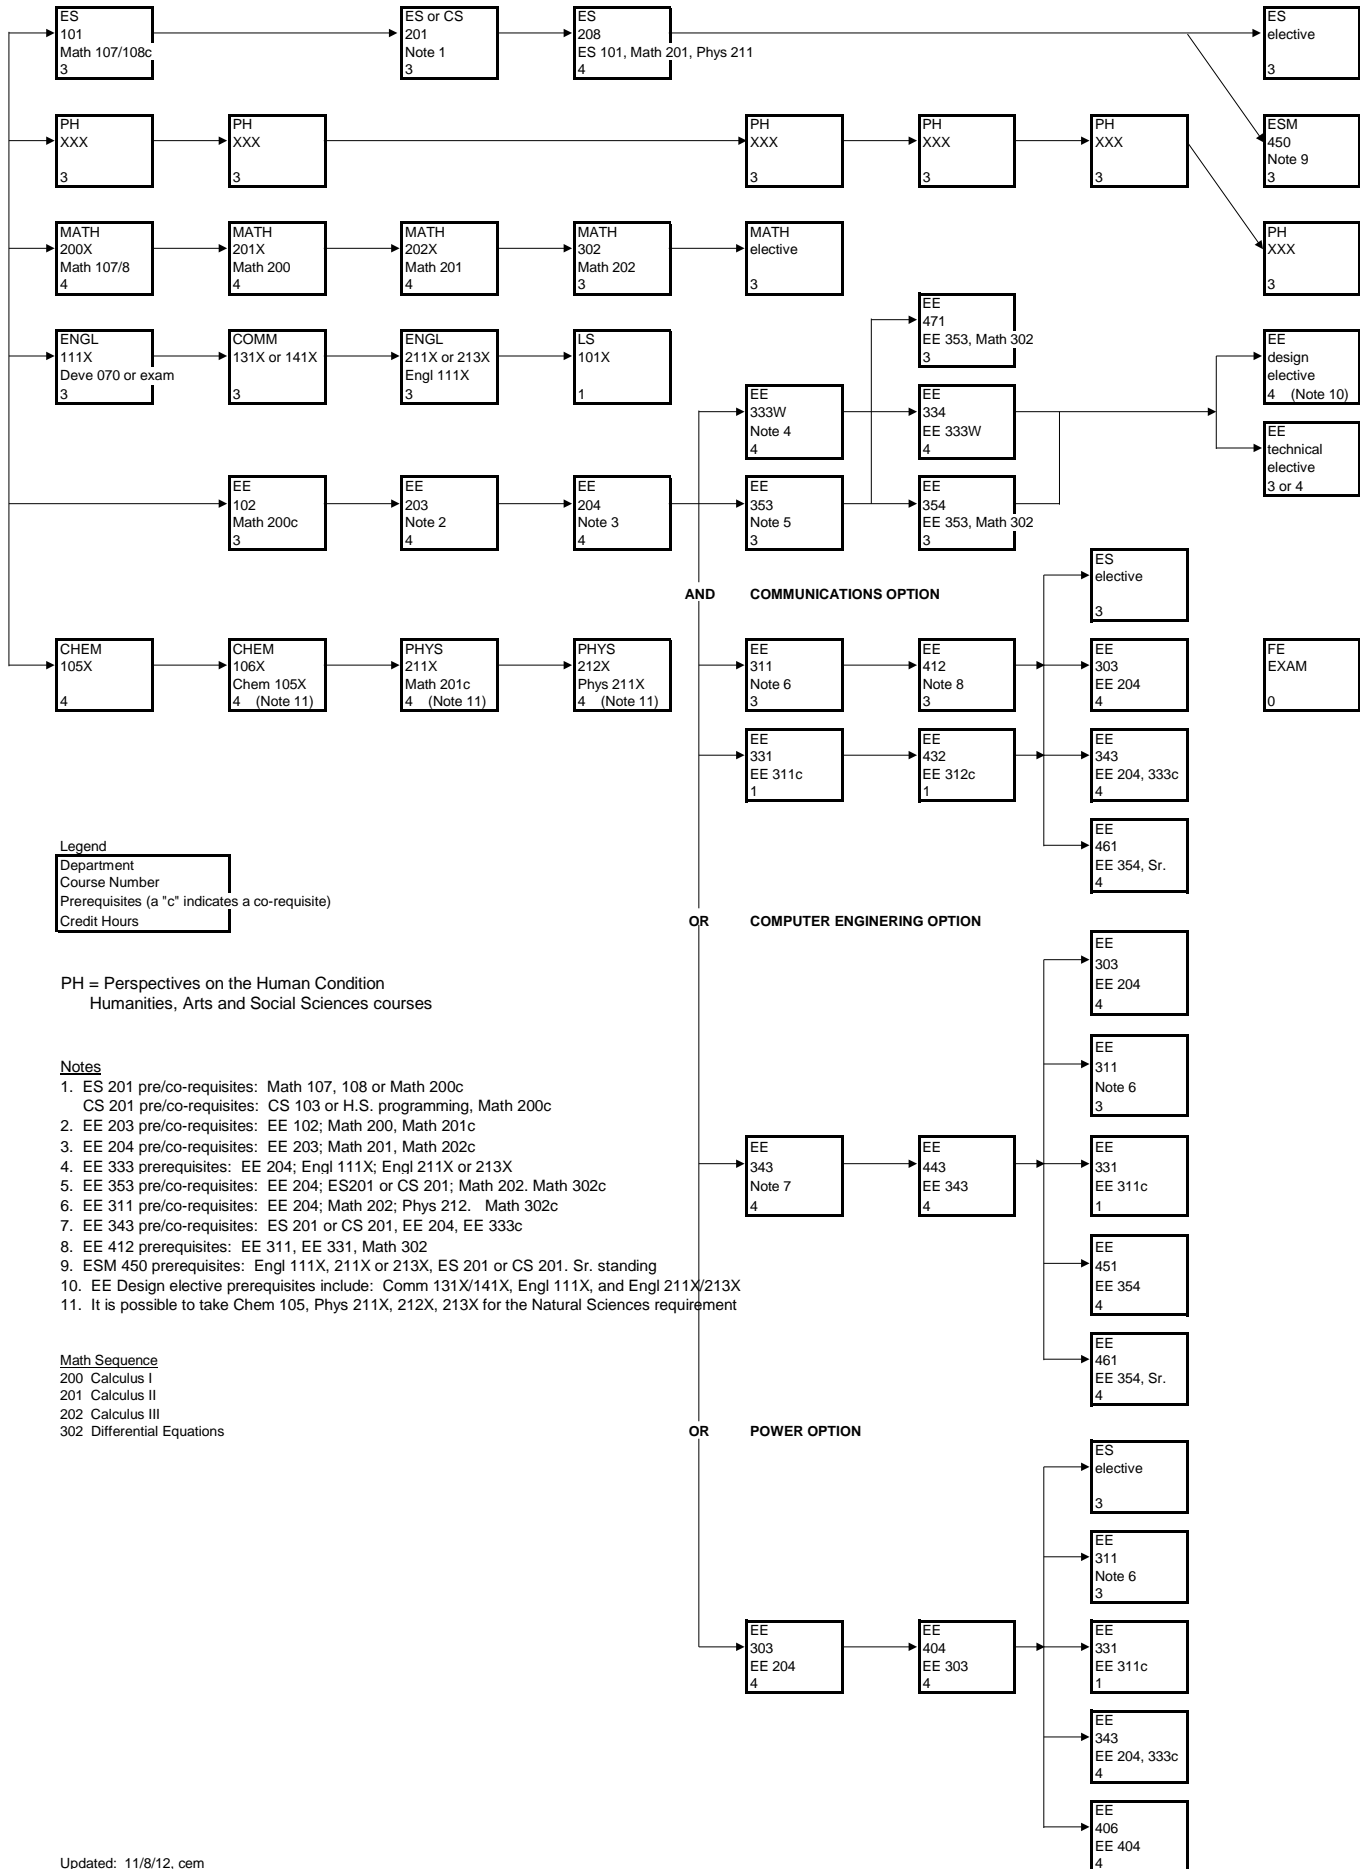 ES
101
Math 107/108c
3
ES or CS
201
Note 1
3
ES
208
ES 101, Math 201, Phys 211
4
ES
elective
3
PH
XXX
3
PH
XXX
3
PH
XXX
3
PH
XXX
3
PH
XXX
3
ESM
450
Note 9
3
MATH
200X
Math 107/8
4
MATH
201X
Math 200
4
MATH
202X
Math 201
4
MATH
302
Math 202
3
MATH
elective
3
PH
XXX
3
EE
471
EE 353, Math 302
3
ENGL
111X
Deve 070 or exam
3
COMM
131X or 141X
3
ENGL
211X or 213X
Engl 111X
3
LS
101X
1
EE
design
elective
4 (Note 10)
EE
333W
Note 4
4
EE
334
EE 333W
4
EE
technical
elective
3 or 4
EE
102
Math 200c
3
EE
203
Note 2
4
EE
204
Note 3
4
EE
353
Note 5
3
EE
354
EE 353, Math 302
3
AND COMMUNICATIONS OPTION
ES
elective
3
CHEM
105X
4
CHEM
106X
Chem 105X
4 (Note 11)
PHYS
211X
Math 201c
4 (Note 11)
PHYS
212X
Phys 211X
4 (Note 11)
EE
311
Note 6
3
EE
412
Note 8
3
EE
303
EE 204
4
FE
EXAM
0
EE
331
EE 311c
1
EE
432
EE 312c
1
EE
343
EE 204, 333c
4
EE
461
EE 354, Sr.
4
Legend
Department
Course Number
Prerequisites (a "c" indicates a co-requisite)
Credit Hours
OR COMPUTER ENGINERING OPTION
EE
303
EE 204
4
PH = Perspectives on the Human Condition
Humanities, Arts and Social Sciences courses
EE
311
Note 6
3
Notes
1. ES 201 pre/co-requisites: Math 107, 108 or Math 200c
CS 201 pre/co-requisites: CS 103 or H.S. programming, Math 200c
2. EE 203 pre/co-requisites: EE 102; Math 200, Math 201c
3. EE 204 pre/co-requisites: EE 203; Math 201, Math 202c
4. EE 333 prerequisites: EE 204; Engl 111X; Engl 211X or 213X
5. EE 353 pre/co-requisites: EE 204; ES201 or CS 201; Math 202. Math 302c
6. EE 311 pre/co-requisites: EE 204; Math 202; Phys 212. Math 302c
7. EE 343 pre/co-requisites: ES 201 or CS 201, EE 204, EE 333c
8. EE 412 prerequisites: EE 311, EE 331, Math 302
9. ESM 450 prerequisites: Engl 111X, 211X or 213X, ES 201 or CS 201. Sr. standing
10. EE Design elective prerequisites include: Comm 131X/141X, Engl 111X, and Engl 211X/213X
11. It is possible to take Chem 105, Phys 211X, 212X, 213X for the Natural Sciences requirement
EE
343
Note 7
4
EE
443
EE 343
4
EE
331
EE 311c
1
EE
451
EE 354
4
EE
461
EE 354, Sr.
4
Math Sequence
200 Calculus I
201 Calculus II
202 Calculus III
302 Differential Equations
OR POWER OPTION
ES
elective
3
EE
311
Note 6
3
EE
303
EE 204
4
EE
404
EE 303
4
EE
331
EE 311c
1
EE
343
EE 204, 333c
4
EE
406
EE 404
4
Updated: 11/8/12, cem